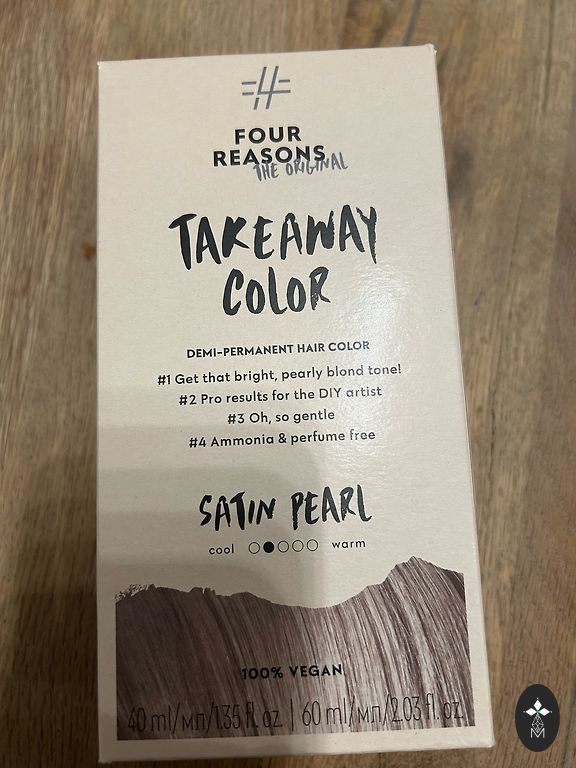 4
FOUR
REASONS
THE ORIGINAL
TAKEAWAY
COLOR
DEMI-PERMANENT HAIR COLOR
#1 Get that bright, pearly blond tone!
#2 Pro results for the DIY artist
#3 Oh, so gentle
#4 Ammonia & perfume free
SATIN PEARL
cool warm
100% VEGAN
40 ml/мл/1.35 fl. oz. | 60 ml/мл/2.03 fl. oz.
M